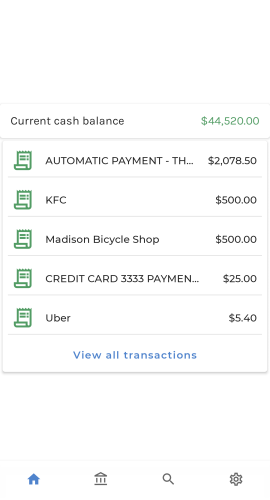 Current cash balance $44,520.00
AUTOMATIC PAYMENT - TH... $2,078.50
KFC $500.00
Madison Bicycle Shop $500.00
CREDIT CARD 3333 PAYMEN... $25.00
Uber $5.40
View all transactions